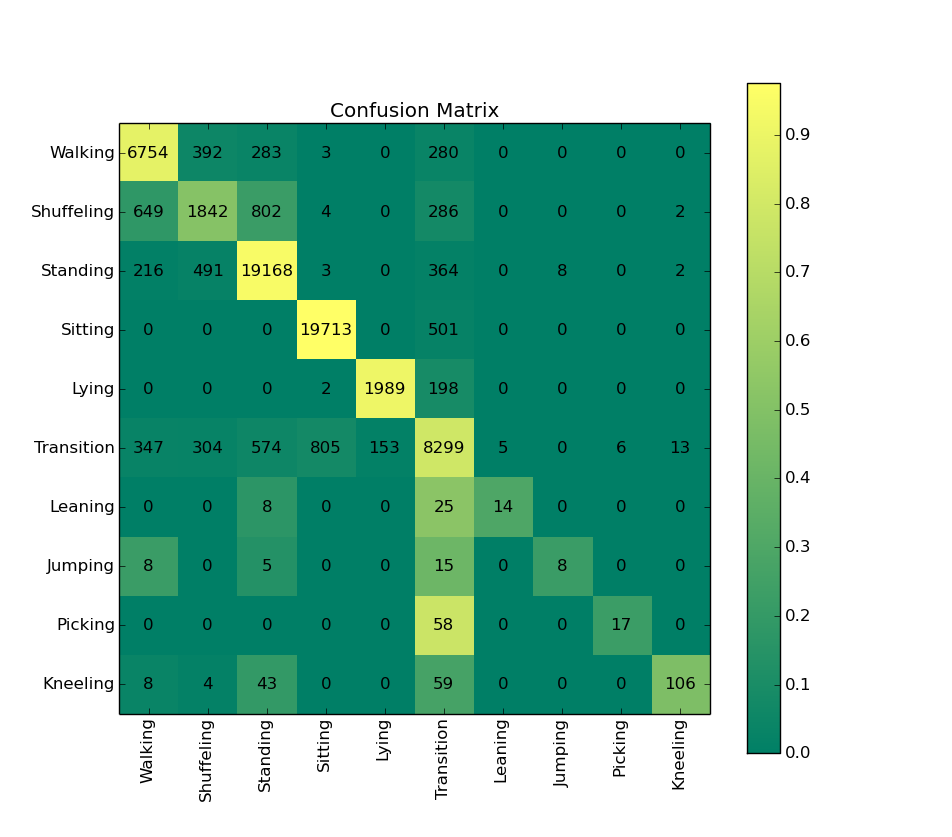 Confusion Matrix
Walking 6754 392 283 3 0 280 0 0 0 0
Shuffeling 649 1842 802 4 0 286 0 0 0 2
Standing 216 491 19168 3 0 364 0 8 0 2
Sitting 0 0 0 19713 0 501 0 0 0 0
Lying 0 0 0 2 1989 198 0 0 0 0
Transition 347 304 574 805 153 8299 5 0 6 13
Leaning 0 0 8 0 0 25 14 0 0 0
Jumping 8 0 5 0 0 15 0 8 0 0
Picking 0 0 0 0 0 58 0 0 17 0
Kneeling 8 4 43 0 0 59 0 0 0 106
Walking Shuffeling Standing Sitting Lying Transition Leaning Jumping Picking Kneeling
0.9
0.8
0.7
0.6
0.5
0.4
0.3
0.2
0.1
0.0